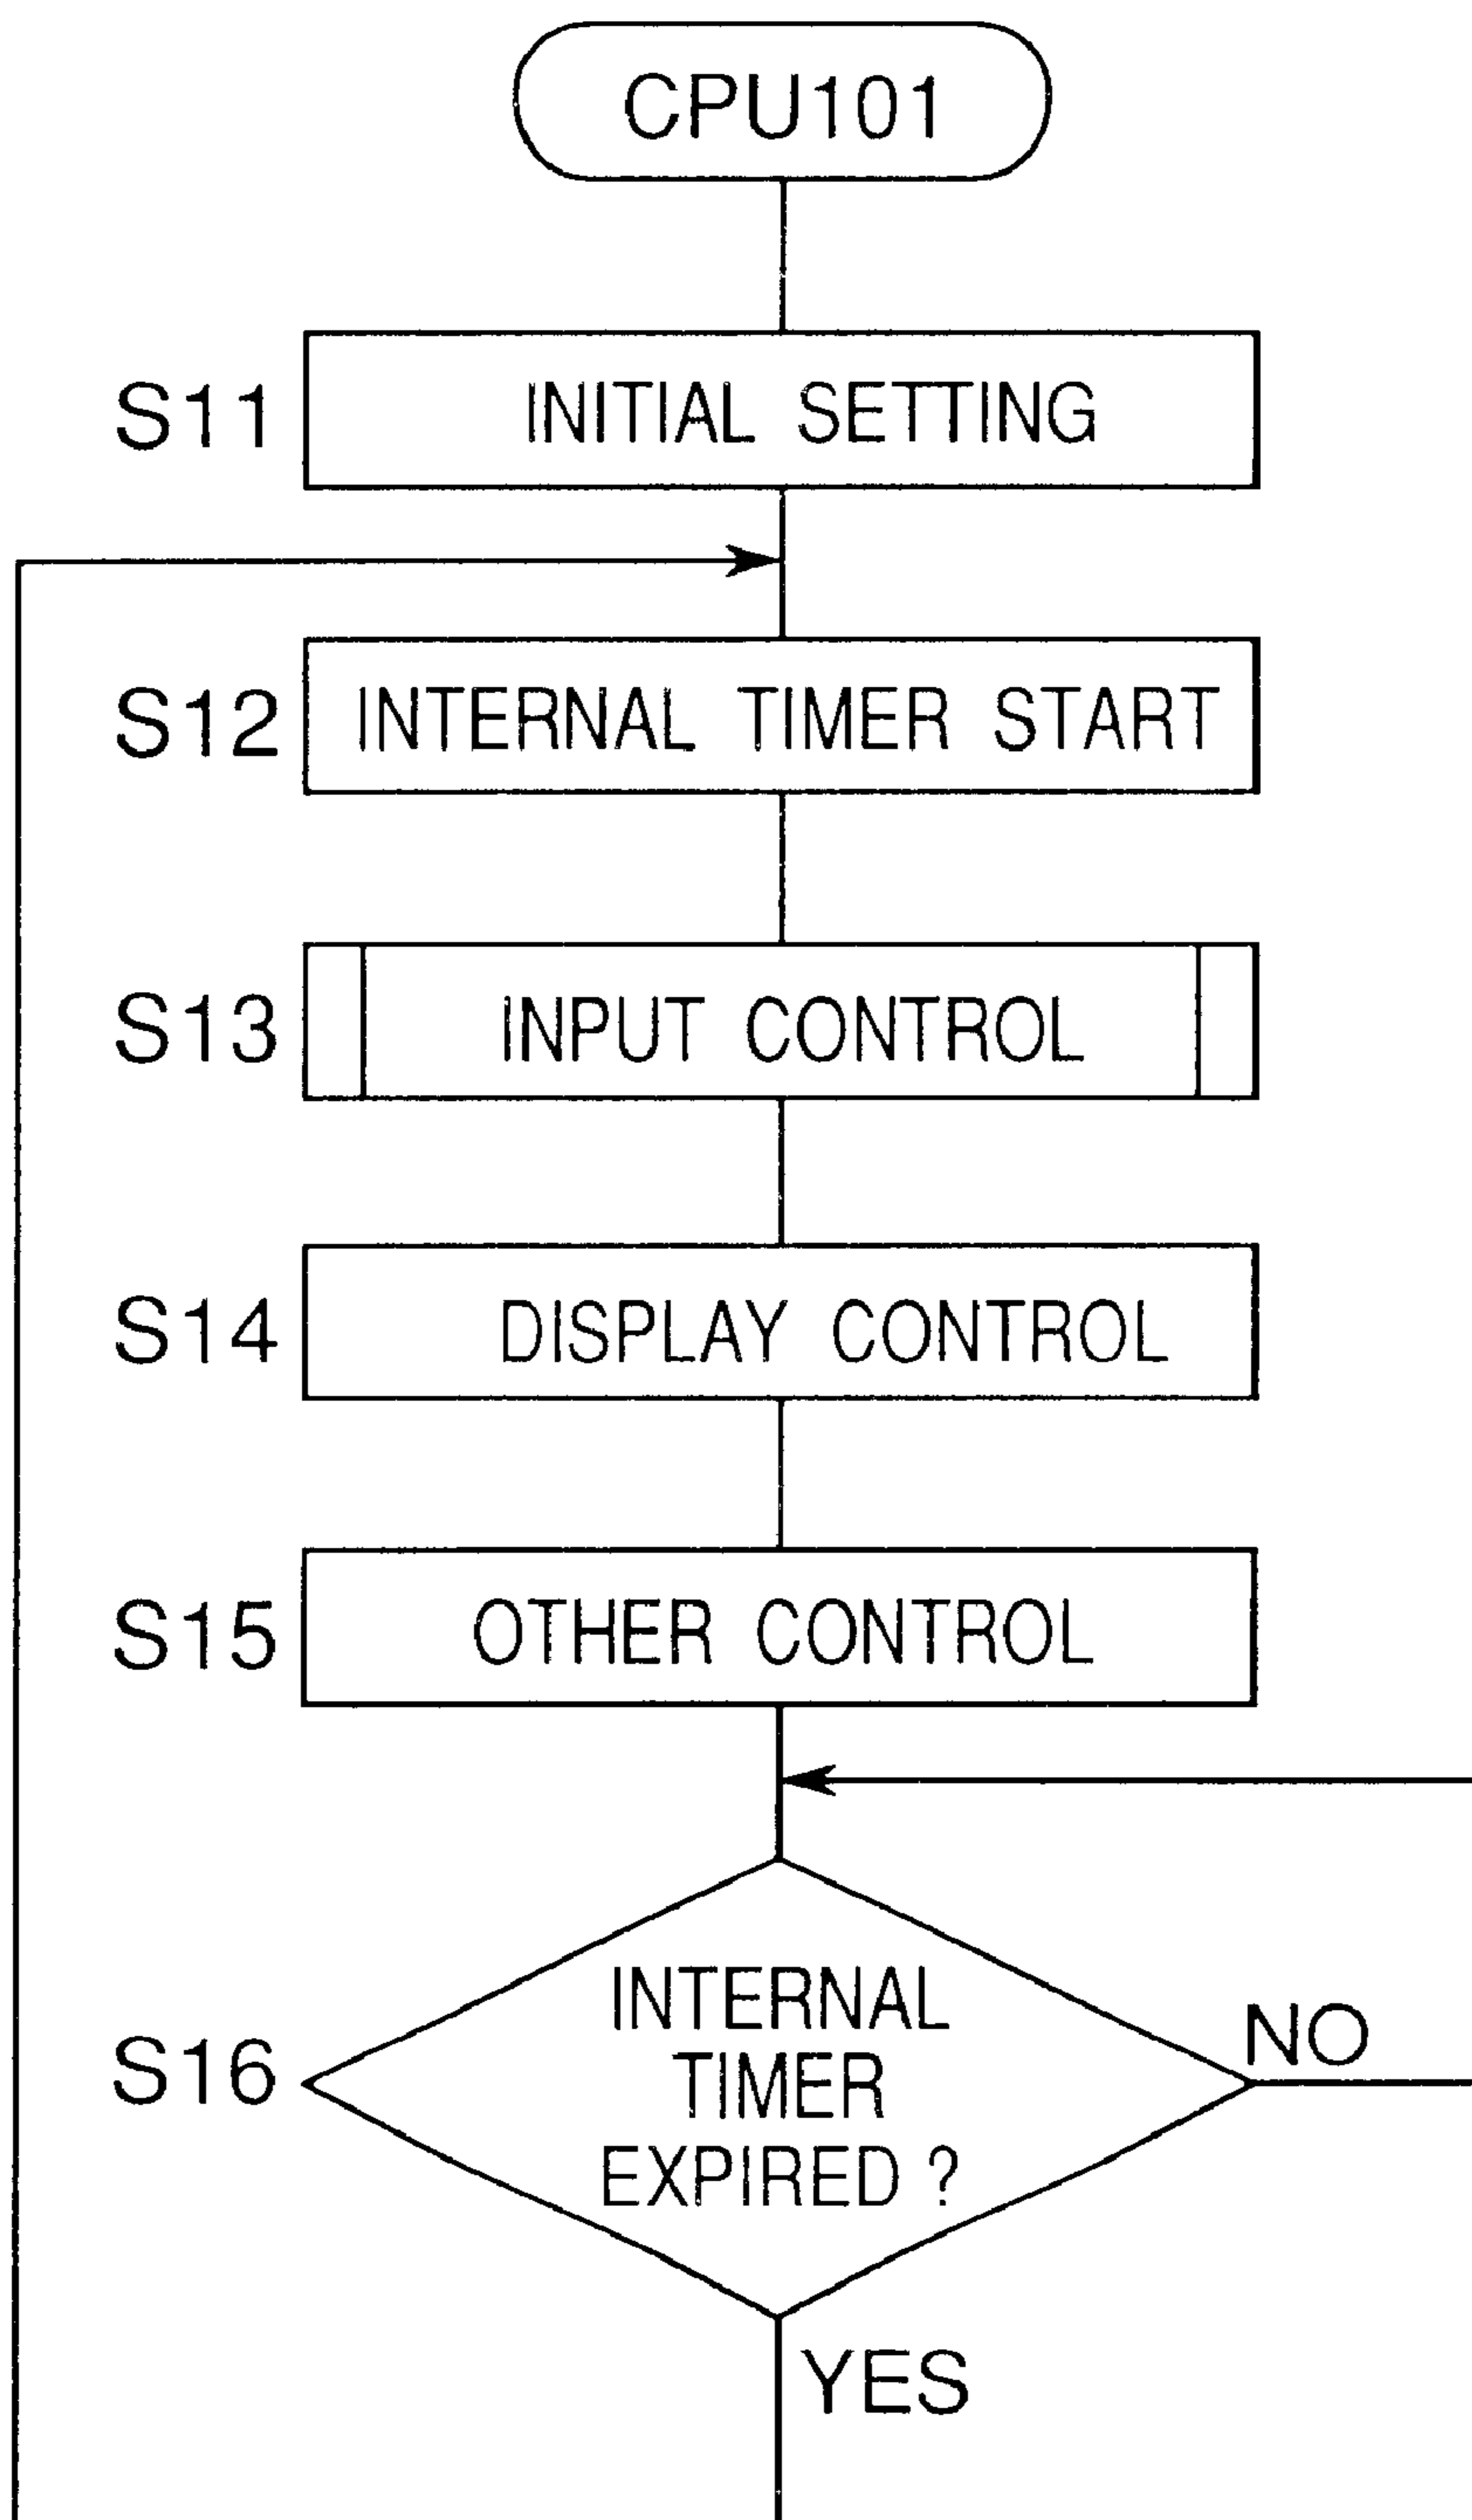 CPU101
S11 INITIAL SETTING
S12 INTERNAL TIMER START
S13 INPUT CONTROL
S14 DISPLAY CONTROL
S15 OTHER CONTROL
INTERNAL
NO
S16 TIMER
EXPIRED ?
YES